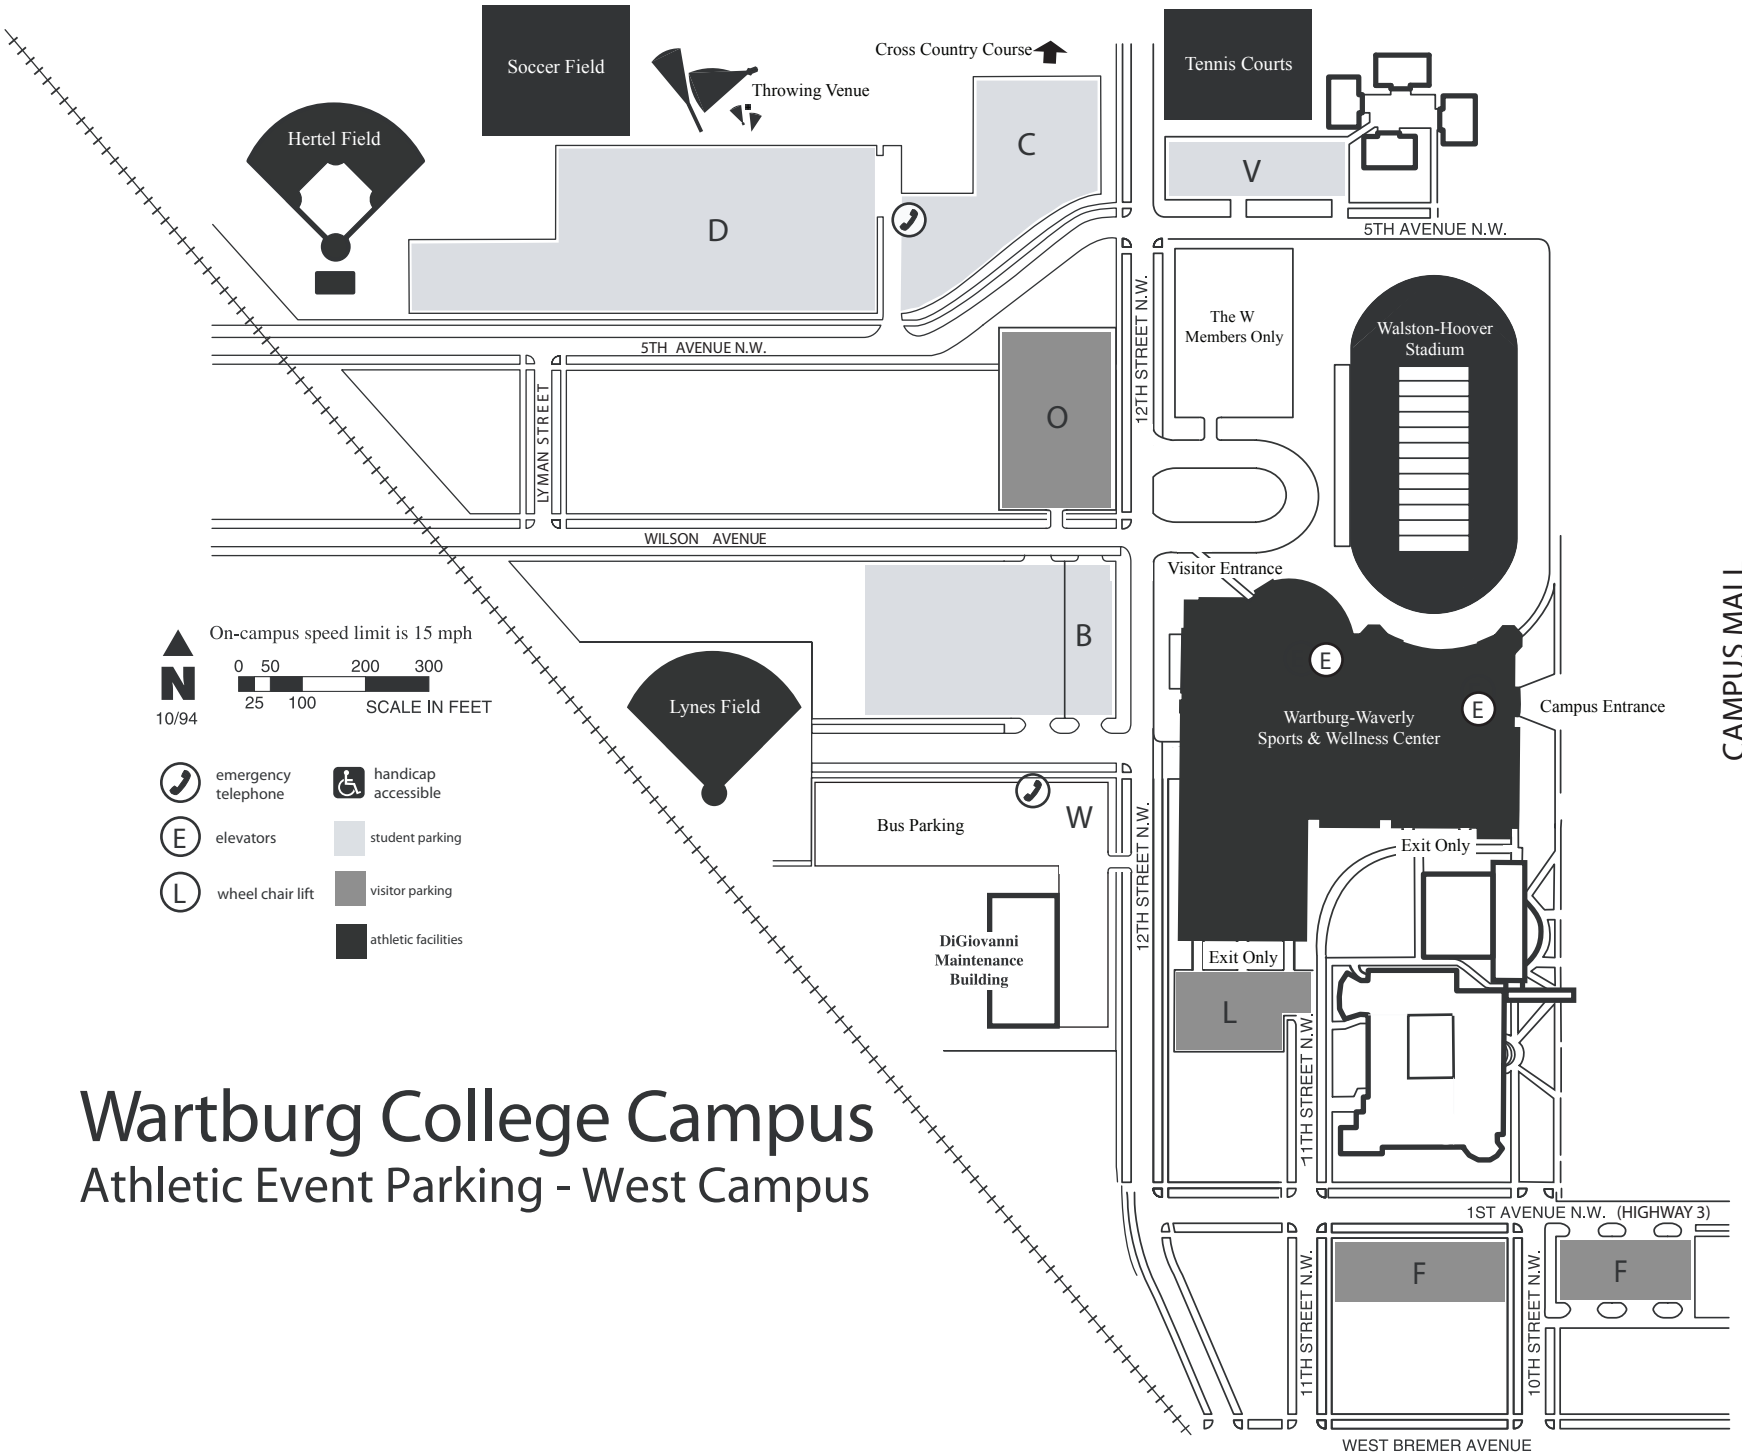 Soccer Field
Cross Country Course
Tennis Courts
Throwing Venue
Hertel Field
C
V
D
5TH AVENUE N.W.
The W
Members Only
Walston-Hoover
Stadium
12TH STREET N.W.
5TH AVENUE N.W.
O
LYMAN STREET
WILSON AVENUE
Visitor Entrance
CAMPUS MALL
On-campus speed limit is 15 mph
B
E
0 50 200 300
25 100
SCALE IN FEET
N
10/94
Lynes Field
E
Campus Entrance
Wartburg-Waverly
Sports & Wellness Center
emergency
telephone
handicap
accessible
E
elevators
student parking
L
wheel chair lift
visitor parking
athletic facilities
Bus Parking
W
12TH STREET N.W.
Exit Only
DiGiovanni
Maintenance
Building
Exit Only
L
11TH STREET N.W.
Wartburg College Campus
Athletic Event Parking - West Campus
1ST AVENUE N.W. (HIGHWAY 3)
F
F
11TH STREET N.W.
10TH STREET N.W.
WEST BREMER AVENUE